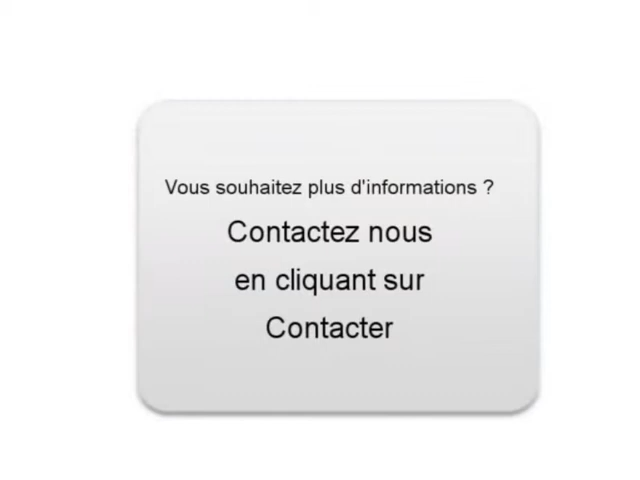 Vous souhaitez plus d'informations ?
Contactez nous
en cliquant sur
Contacter